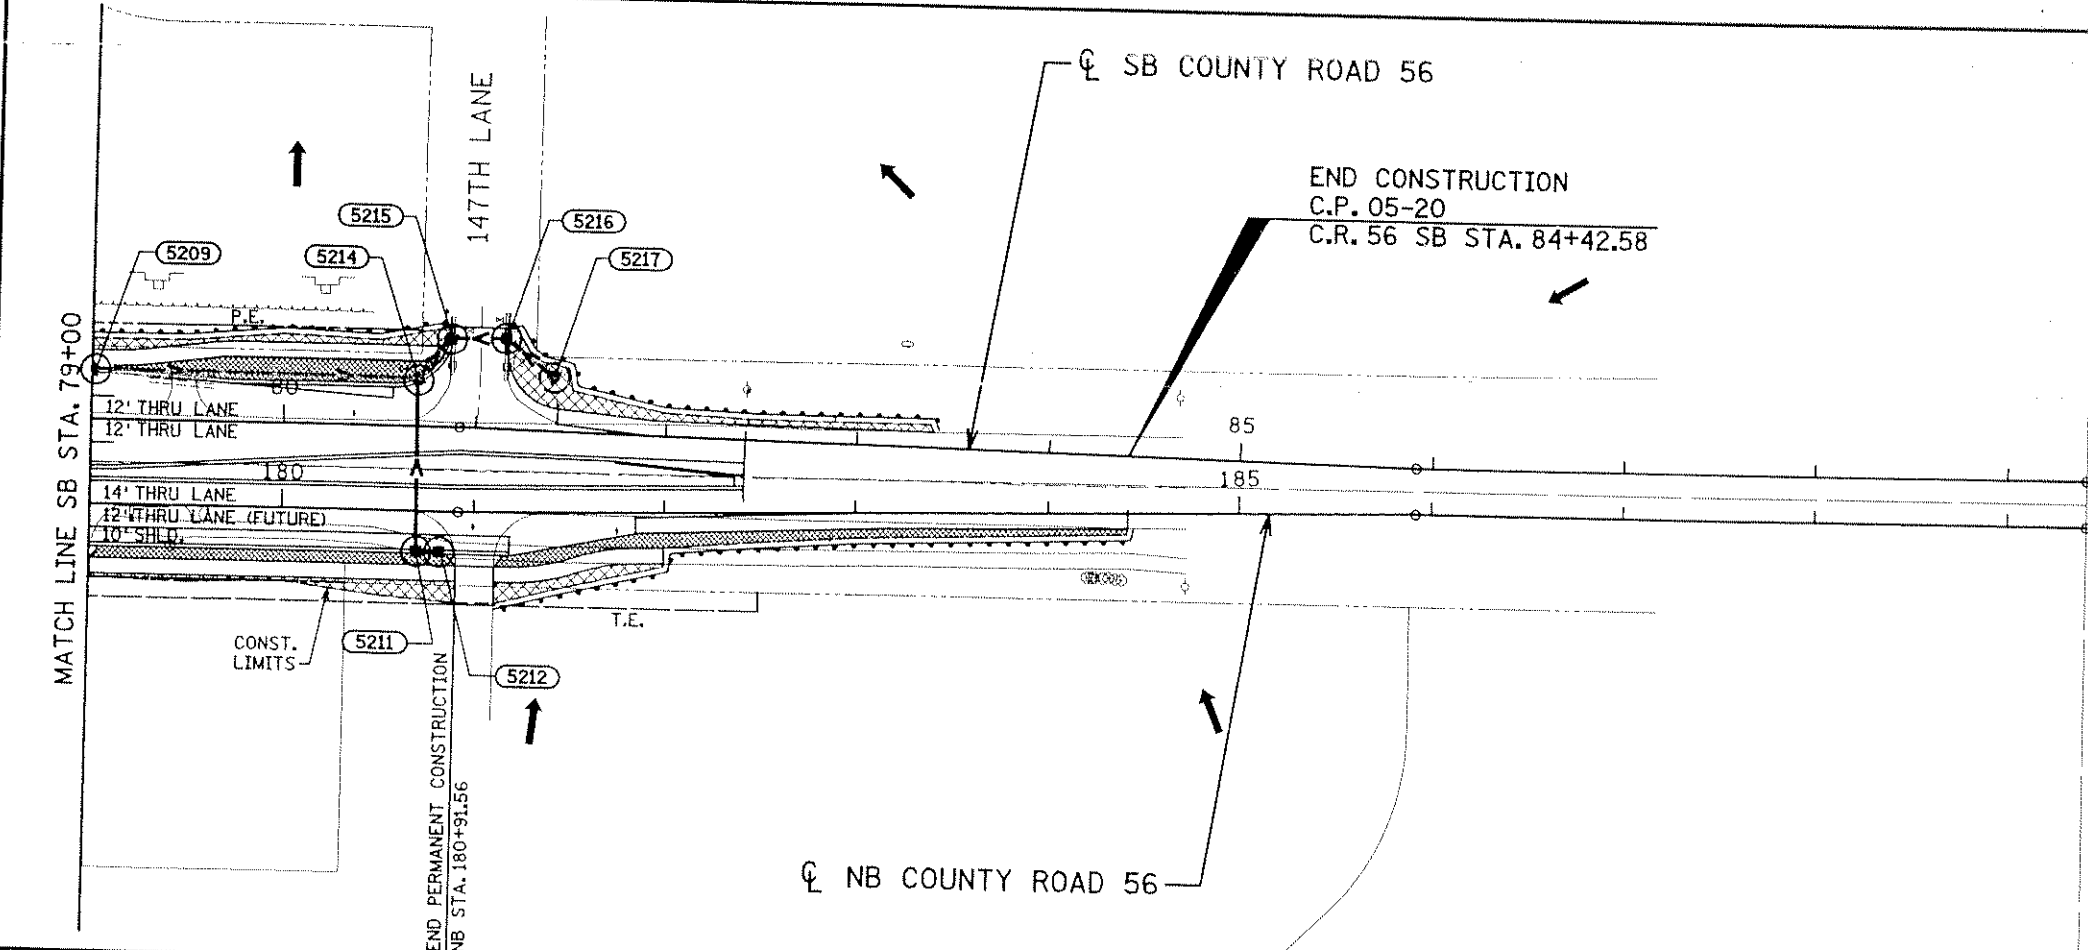 ℄ SB COUNTY ROAD 56
147TH LANE
END CONSTRUCTION
C.P. 05-20
C.R. 56 SB STA. 84+42.58
5215
5216
5209
5214
5217
P.E.
MATCH LINE SB STA. 79+00
80
12' THRU LANE
12' THRU LANE
85
180
185
14' THRU LANE
12' THRU LANE (FUTURE)
10' SHLD.
T.E.
CONST.
LIMITS
5211
5212
END PERMANENT CONSTRUCTION
NB STA. 180+91.56
℄ NB COUNTY ROAD 56